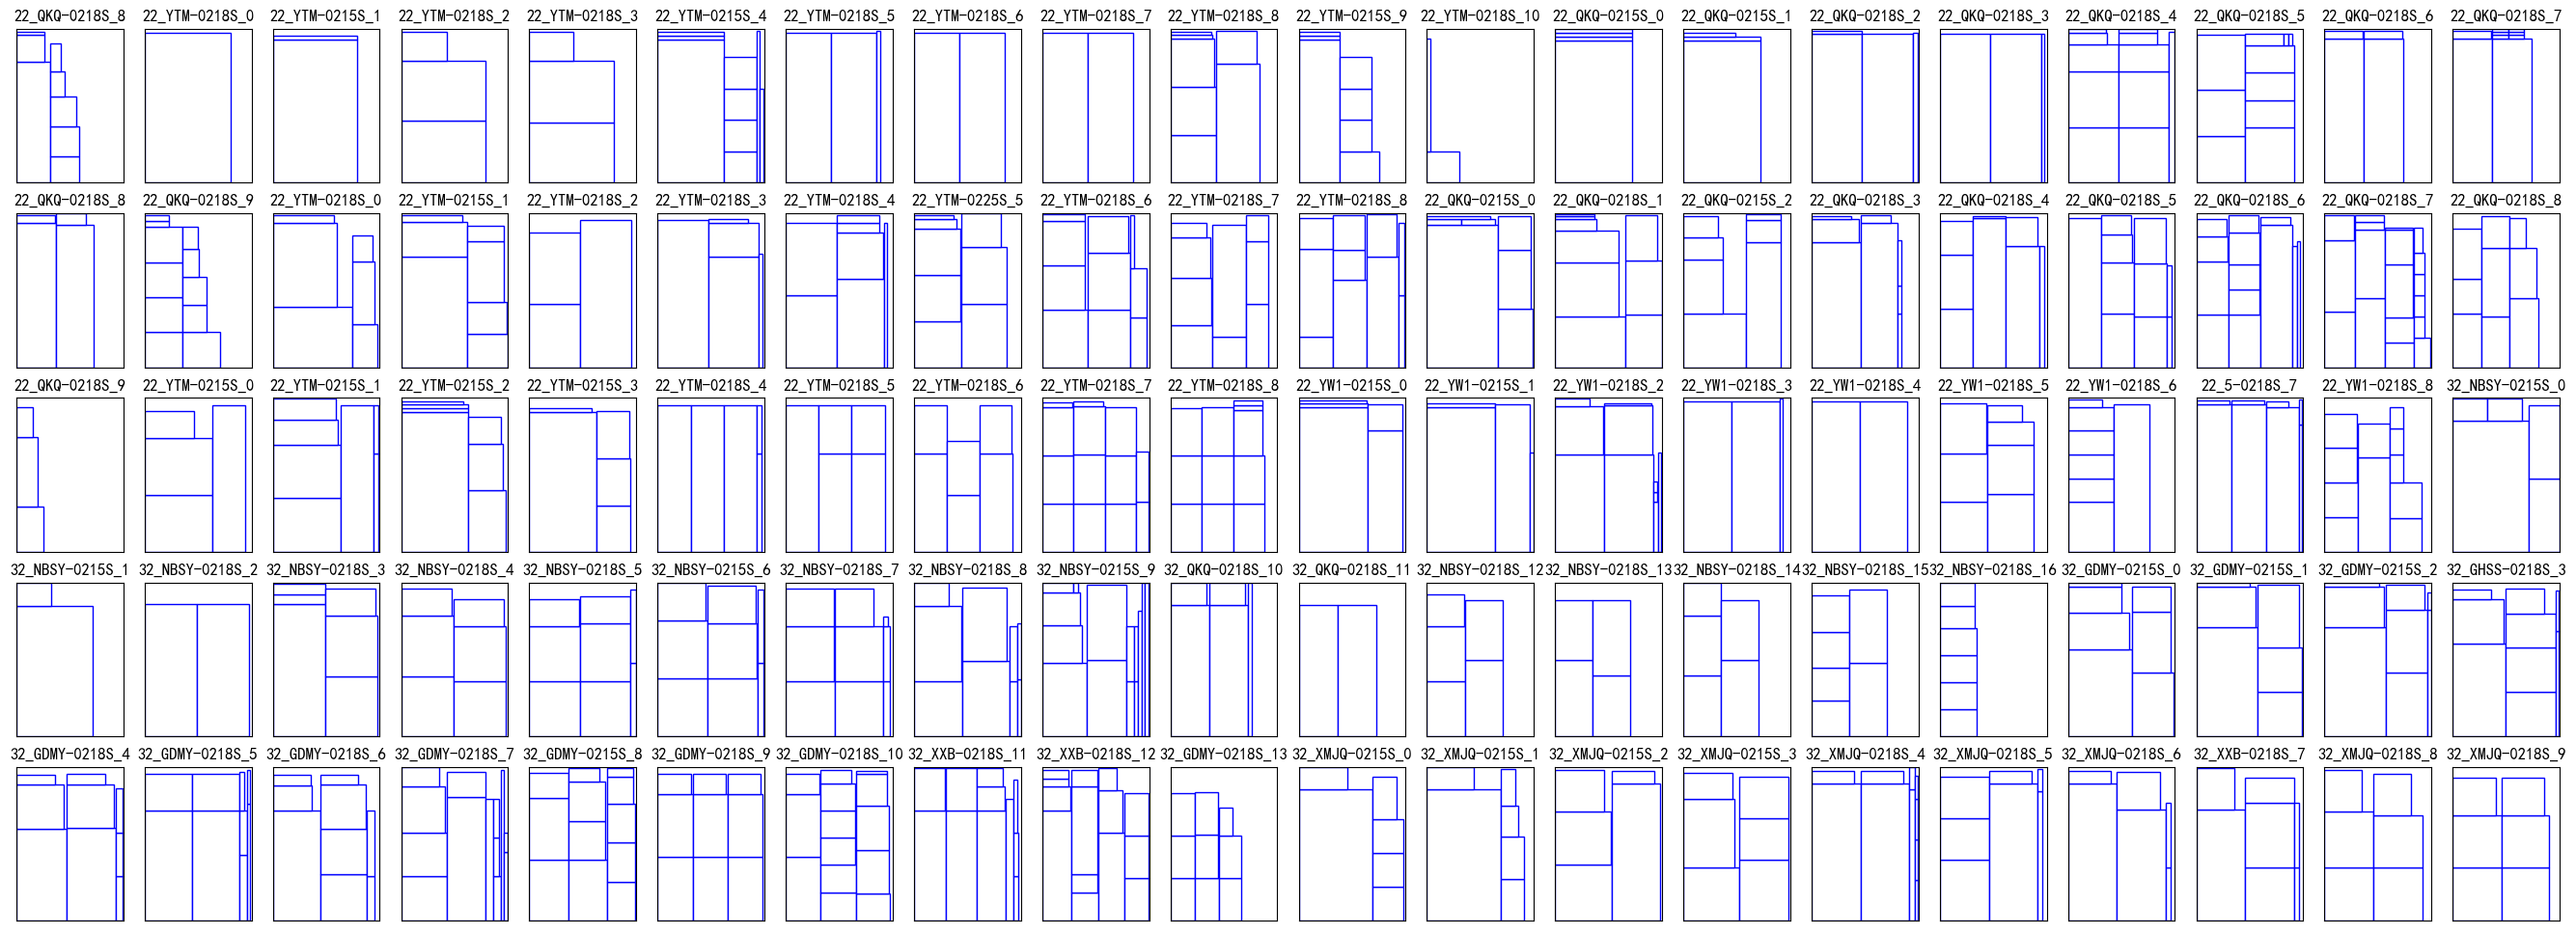 22_QKQ-0218S_8 22_YTM-0218S_0 22_YTM-0215S_1 22_YTM-0218S_2 22_YTM-0218S_3 22_YTM-0215S_4 22_YTM-0218S_5 22_YTM-0218S_6 22_YTM-0218S_7 22_YTM-0218S_8 22_YTM-0215S_9 22_YTM-0218S_10 22_QKQ-0215S_0 22_QKQ-0215S_1 22_QKQ-0218S_2 22_QKQ-0218S_3 22_QKQ-0218S_4 22_QKQ-0218S_5 22_QKQ-0218S_6 22_QKQ-0218S_7
22_QKQ-0218S_8 22_QKQ-0218S_9 22_YTM-0218S_0 22_YTM-0215S_1 22_YTM-0218S_2 22_YTM-0218S_3 22_YTM-0218S_4 22_YTM-0225S_5 22_YTM-0218S_6 22_YTM-0218S_7 22_YTM-0218S_8 22_QKQ-0215S_0 22_QKQ-0218S_1 22_QKQ-0215S_2 22_QKQ-0218S_3 22_QKQ-0218S_4 22_QKQ-0218S_5 22_QKQ-0218S_6 22_QKQ-0218S_7 22_QKQ-0218S_8
22_QKQ-0218S_9 22_YTM-0215S_0 22_YTM-0215S_1 22_YTM-0215S_2 22_YTM-0215S_3 22_YTM-0218S_4 22_YTM-0218S_5 22_YTM-0218S_6 22_YTM-0218S_7 22_YTM-0218S_8 22_YW1-0215S_0 22_YW1-0215S_1 22_YW1-0218S_2 22_YW1-0218S_3 22_YW1-0218S_4 22_YW1-0218S_5 22_YW1-0218S_6 22_5-0218S_7 22_YW1-0218S_8 32_NBSY-0215S_0
32_NBSY-0215S_1 32_NBSY-0218S_2 32_NBSY-0218S_3 32_NBSY-0218S_4 32_NBSY-0218S_5 32_NBSY-0215S_6 32_NBSY-0218S_7 32_NBSY-0218S_8 32_NBSY-0215S_9 32_QKQ-0218S_10 32_QKQ-0218S_11 32_NBSY-0218S_12 32_NBSY-0218S_13 32_NBSY-0218S_14 32_NBSY-0218S_15 32_NBSY-0218S_16 32_GDMY-0215S_0 32_GDMY-0215S_1 32_GDMY-0215S_2 32_GHSS-0218S_3
32_GDMY-0218S_4 32_GDMY-0218S_5 32_GDMY-0218S_6 32_GDMY-0218S_7 32_GDMY-0215S_8 32_GDMY-0218S_9 32_GDMY-0218S_10 32_XXB-0218S_11 32_XXB-0218S_12 32_GDMY-0218S_13 32_XMJQ-0215S_0 32_XMJQ-0215S_1 32_XMJQ-0215S_2 32_XMJQ-0215S_3 32_XMJQ-0218S_4 32_XMJQ-0218S_5 32_XMJQ-0218S_6 32_XXB-0218S_7 32_XMJQ-0218S_8 32_XMJQ-0218S_9